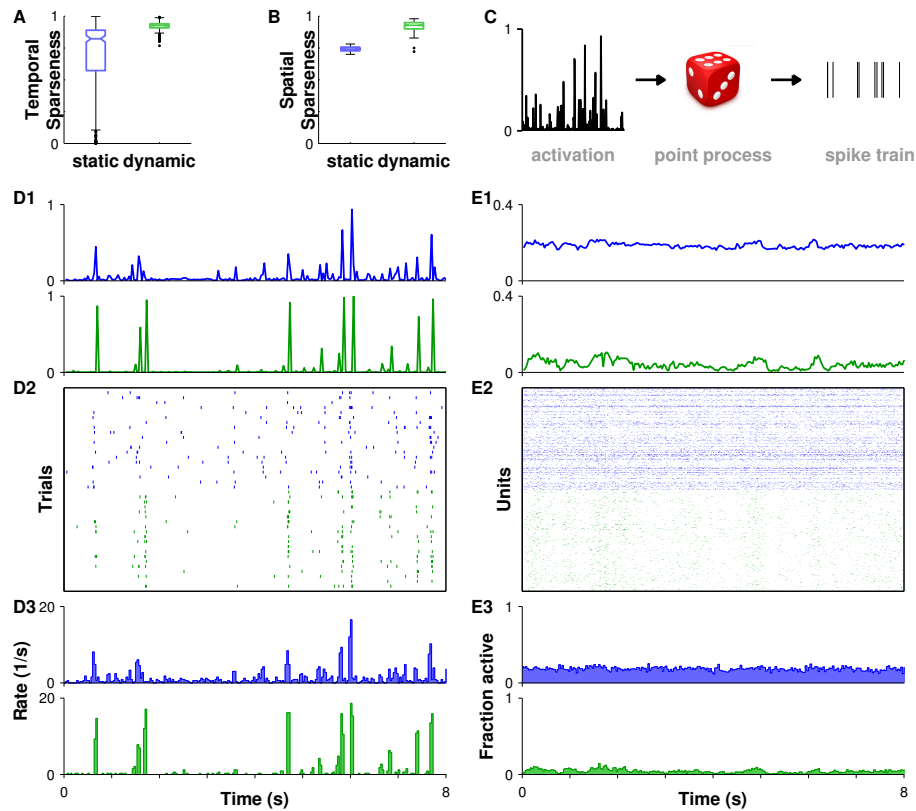 A
Temporal
Sparseness
1
0
static dynamic
B
Spatial
Sparseness
1
0
static dynamic
C
1
0
activation
point process
spike train
D1
1
0
1
0
D2
Trials
D3
Rate (1/s)
20
0
20
0
0
Time (s)
8
E1
0.4
0
0.4
0
E2
Units
E3
Fraction active
1
0
1
0
0
Time (s)
8